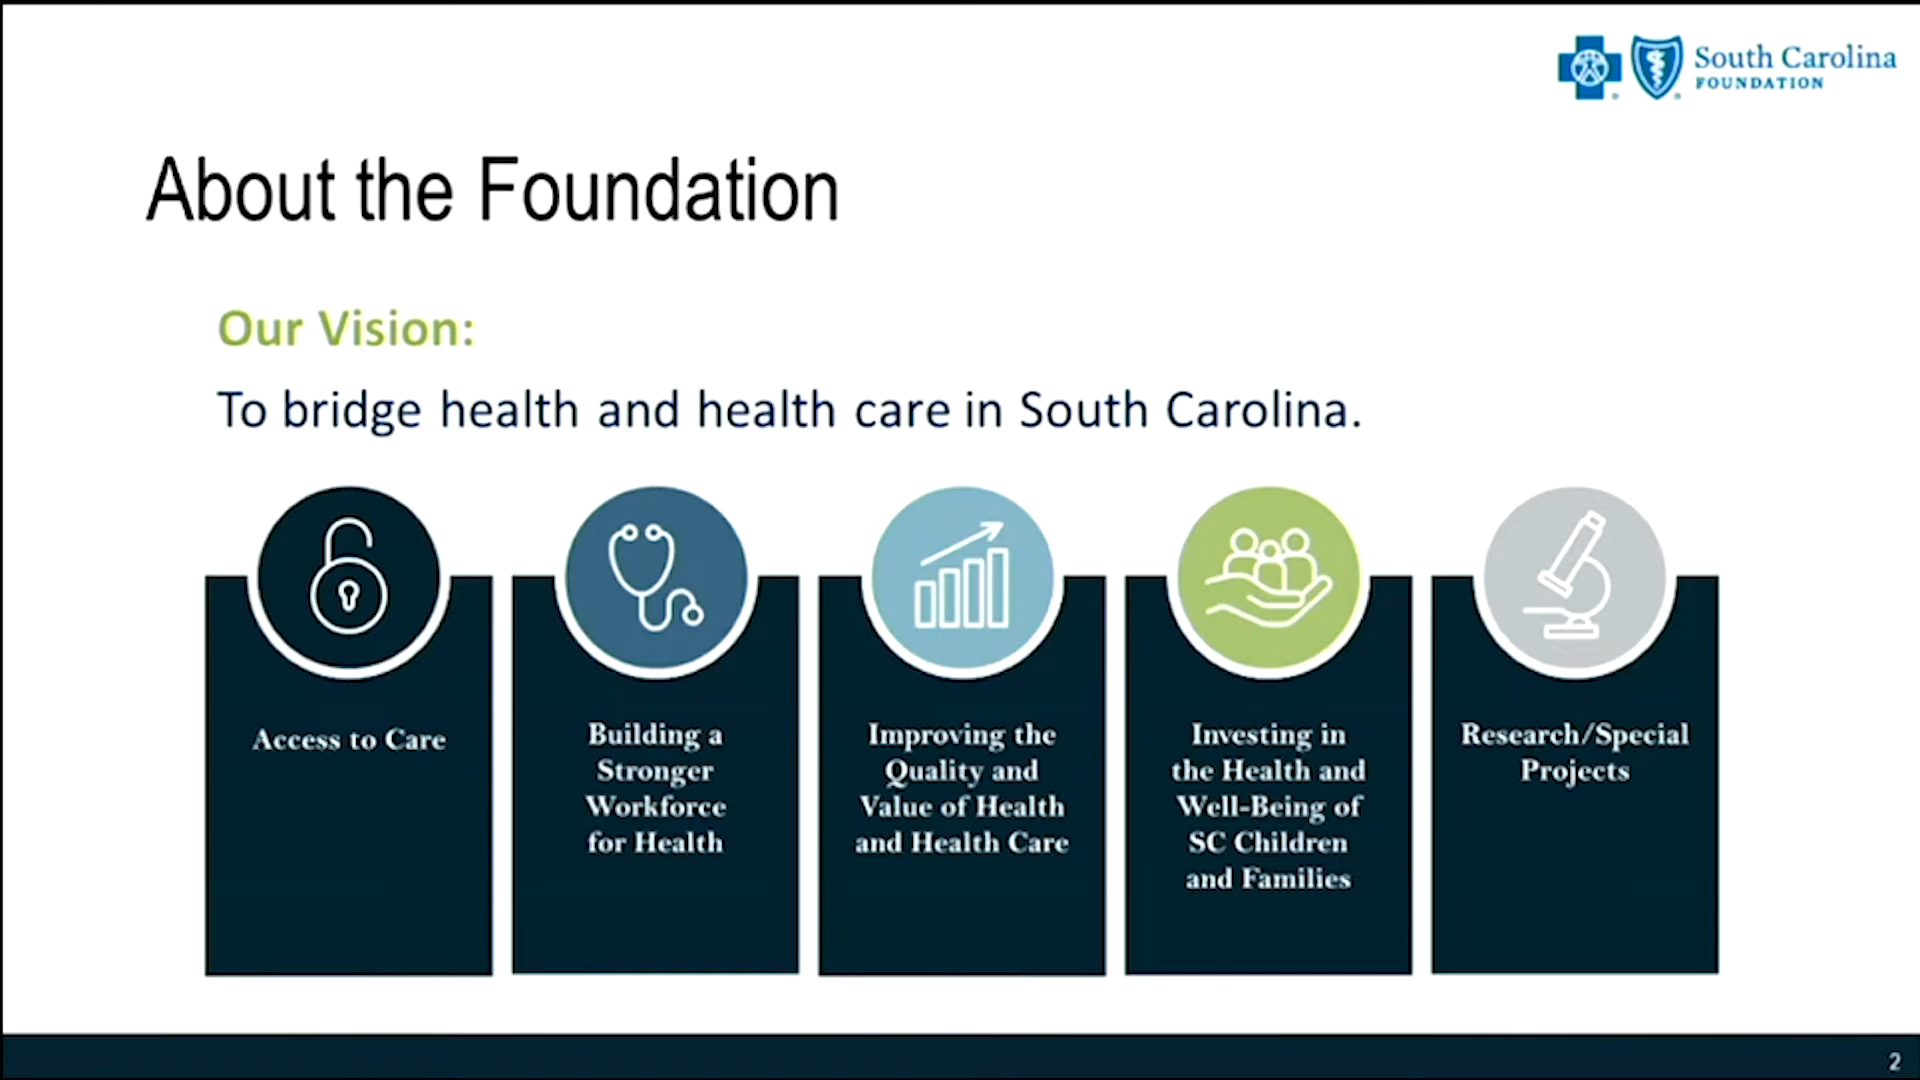 South Carolina
FOUNDATION
About the Foundation
Our Vision:
To bridge health and health care in South Carolina.
Access to Care
Building a
Stronger
Workforce
for Health
Improving the
Quality and
Value of Health
and Health Care
Investing in
the Health and
Well-Being of
SC Children
and Families
Research/Special
Projects
2